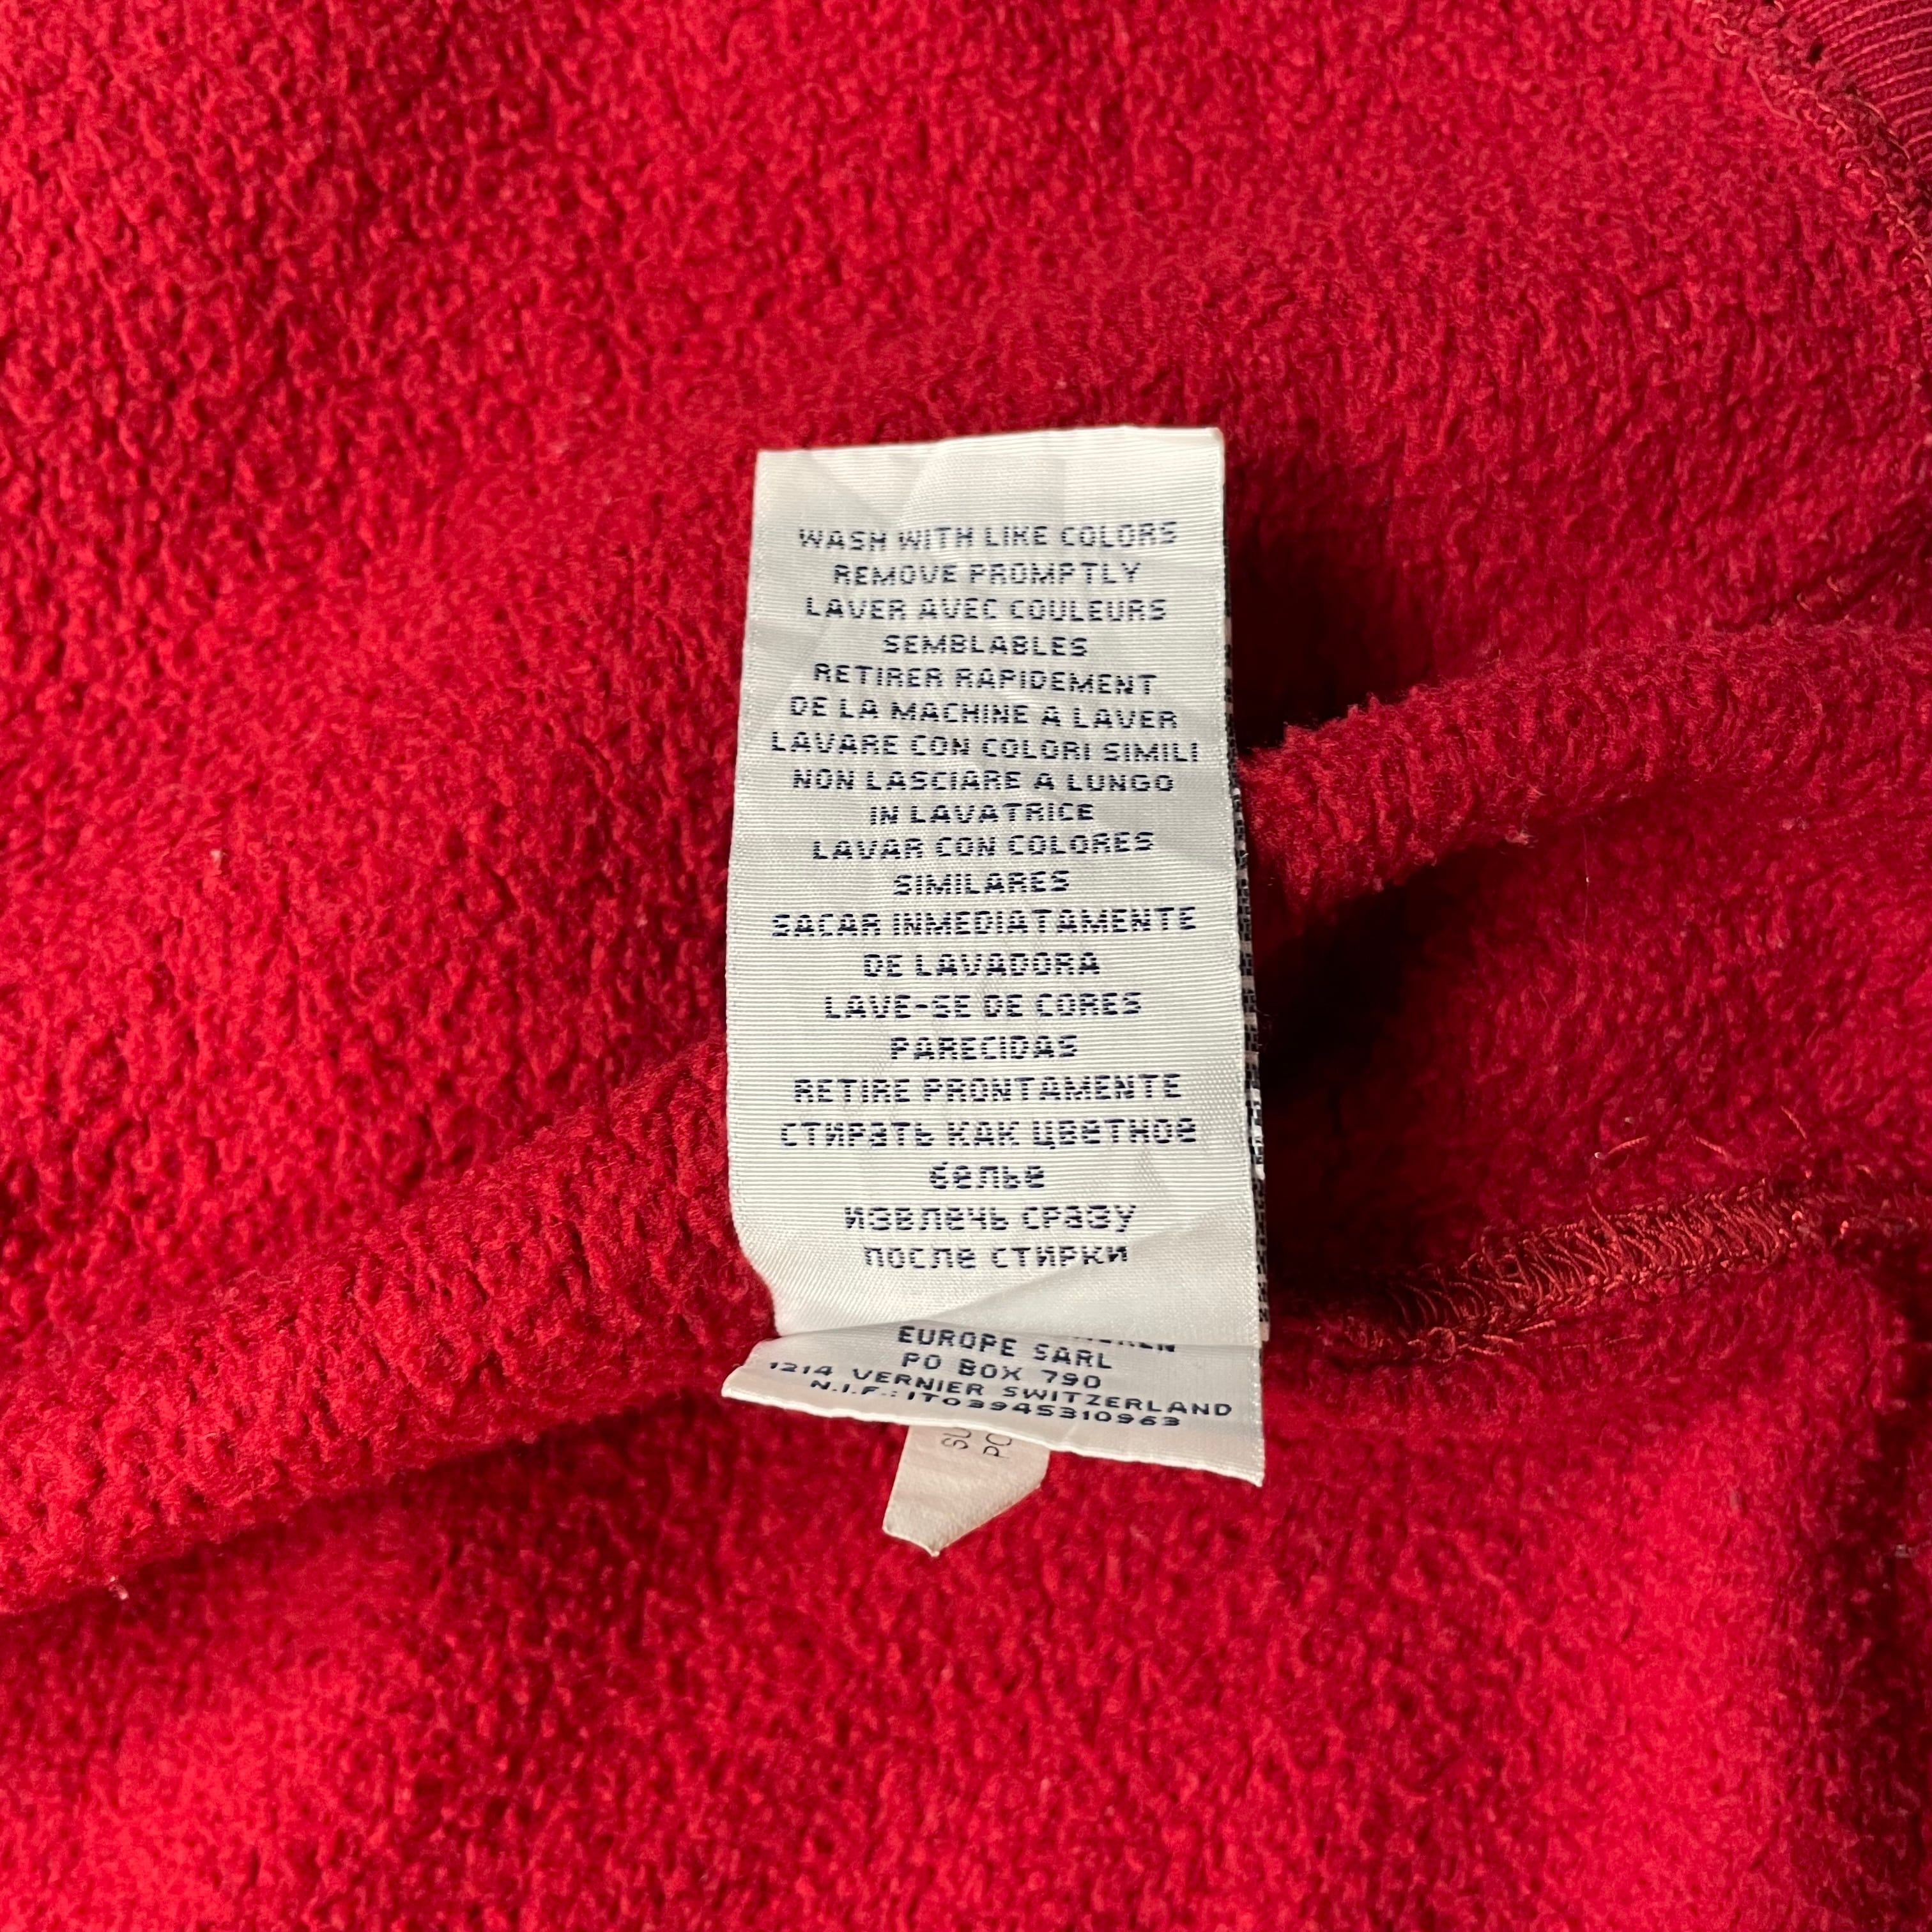 WASH WITH LIKE COLORS
REMOVE PROMPTLY
LAVER AVEC COULEURS
SEMBLABLES
RETIRER RAPIDEMENT
DE LA MACHINE A LAVER
LAVARE CON COLORI SIMILI
NON LASCIARE A LUNGO
IN LAVATRICE
LAVAR CON COLORES
SIMILARES
SACAR INMEDIATAMENTE
DE LAVADORA
LAVE-SE DE CORES
PARECIDAS
RETIRE PRONTAMENTE
стирать как цветное
белье
извлечь сразу
после стирки
EUROPE SARL
PO BOX 790
1214 VERNIER SWITZERLAND
N.I.F.: IT03945310963
SU
PO